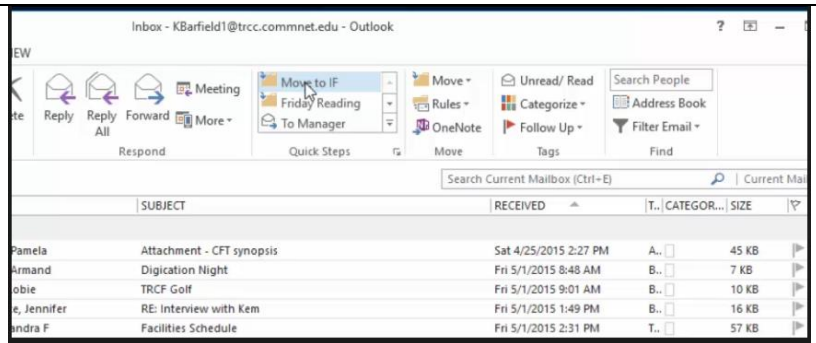 Inbox - KBarfield1@trcc.commnet.edu - Outlook ?
EW
Meeting Move to IF Move Unread/ Read Search People
te Reply Reply All Forward More Friday Reading Rules Categorize Address Book
To Manager OneNote Follow Up Filter Email
Respond Quick Steps Move Tags Find
Search Current Mailbox (Ctrl+E) Current Mai
SUBJECT RECEIVED T.. CATEGOR... SIZE
Pamela Attachment - CFT synopsis Sat 4/25/2015 2:27 PM A.. 45 KB
Armand Digication Night Fri 5/1/2015 8:48 AM B.. 7 KB
obie TRCF Golf Fri 5/1/2015 9:01 AM B.. 10 KB
e, Jennifer RE: Interview with Kem Fri 5/1/2015 1:49 PM B.. 16 KB
andra F Facilities Schedule Fri 5/1/2015 2:31 PM T.. 57 KB